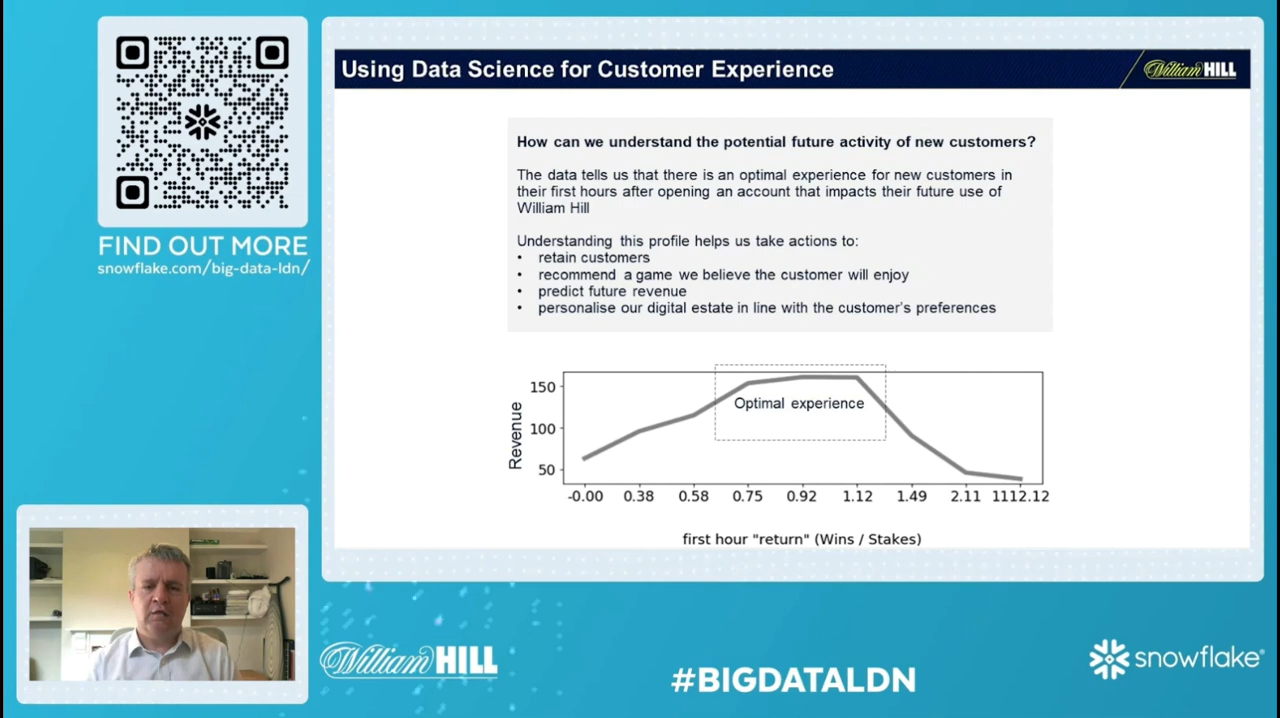 FIND OUT MORE
snowflake.com/big-data-ldn/
Using Data Science for Customer Experience
William HILL
How can we understand the potential future activity of new customers?
The data tells us that there is an optimal experience for new customers in
their first hours after opening an account that impacts their future use of
William Hill
Understanding this profile helps us take actions to:
• retain customers
• recommend a game we believe the customer will enjoy
• predict future revenue
• personalise our digital estate in line with the customer's preferences
Revenue
150
100
50
Optimal experience
-0.00 0.38 0.58 0.75 0.92 1.12 1.49 2.11 1112.12
first hour "return" (Wins / Stakes)
William HILL
#BIGDATALDN
snowflake®